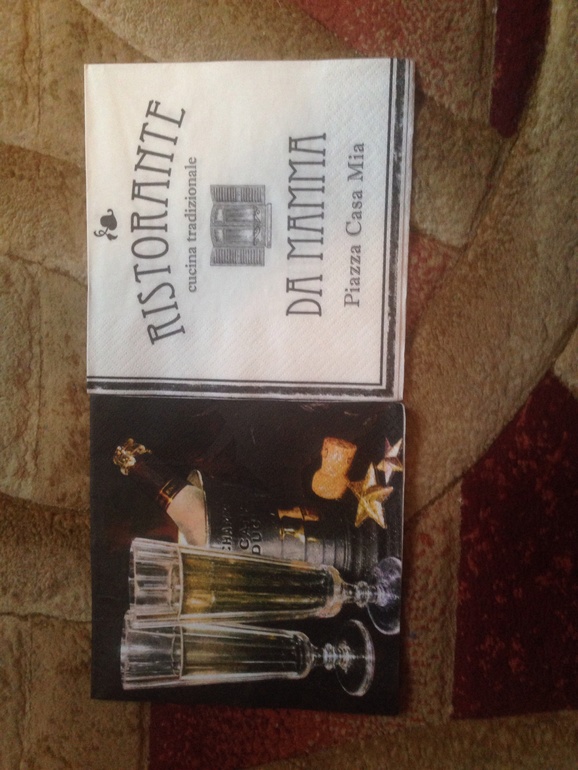 RISTORANTE
cucina tradizionale
DA MAMMA
Piazza Casa Mia